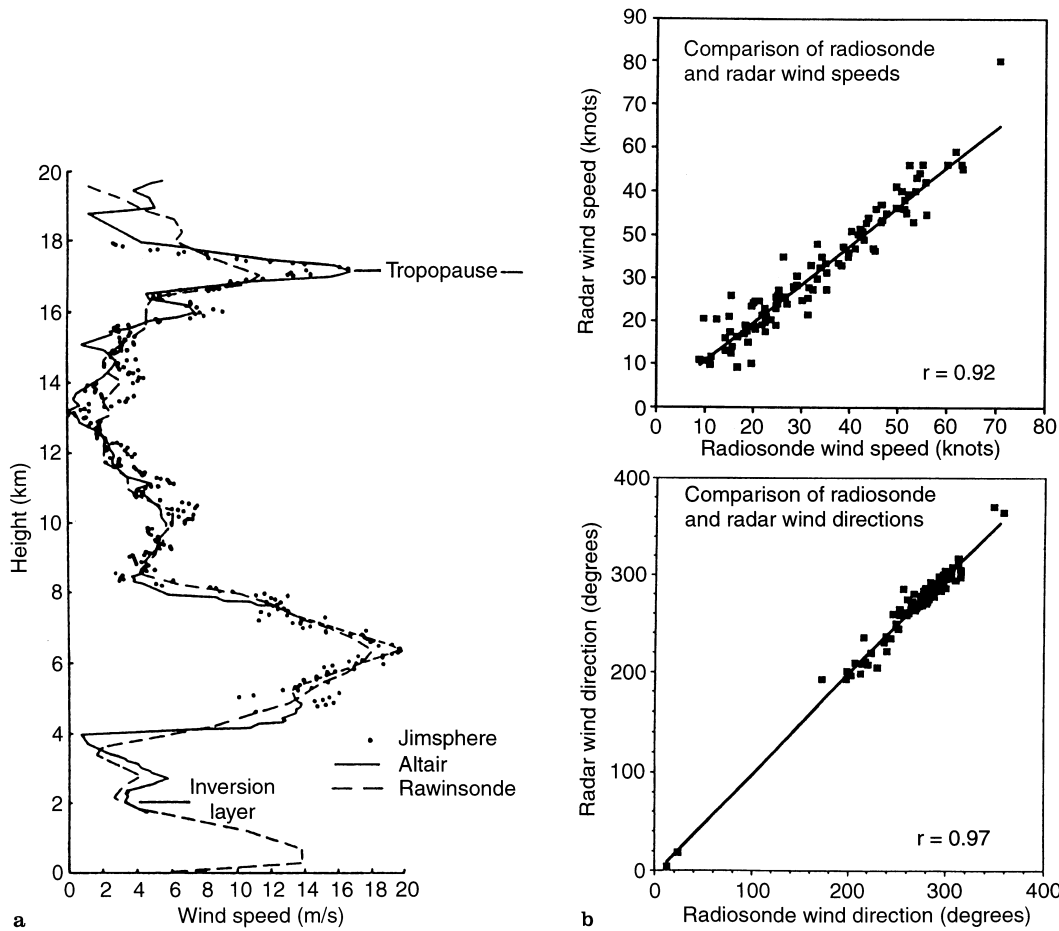 20
18
16
14
12
10
8
6
4
2
0
Height (km)
Tropopause
Jimsphere
Altair
Rawinsonde
Inversion
layer
0 2 4 6 8 10 12 14 16 18 20
Wind speed (m/s)
a
90
80
70
60
40
50
30
20
10
0
Radar wind speed (knots)
Comparison of radiosonde
and radar wind speeds
r = 0.92
0 10 20 30 40 50 60 70 80
Radiosonde wind speed (knots)
400
300
200
100
0
Radar wind direction (degrees)
Comparison of radiosonde
and radar wind directions
r = 0.97
0 10 200 300 400
Radiosonde wind direction (degrees)
b